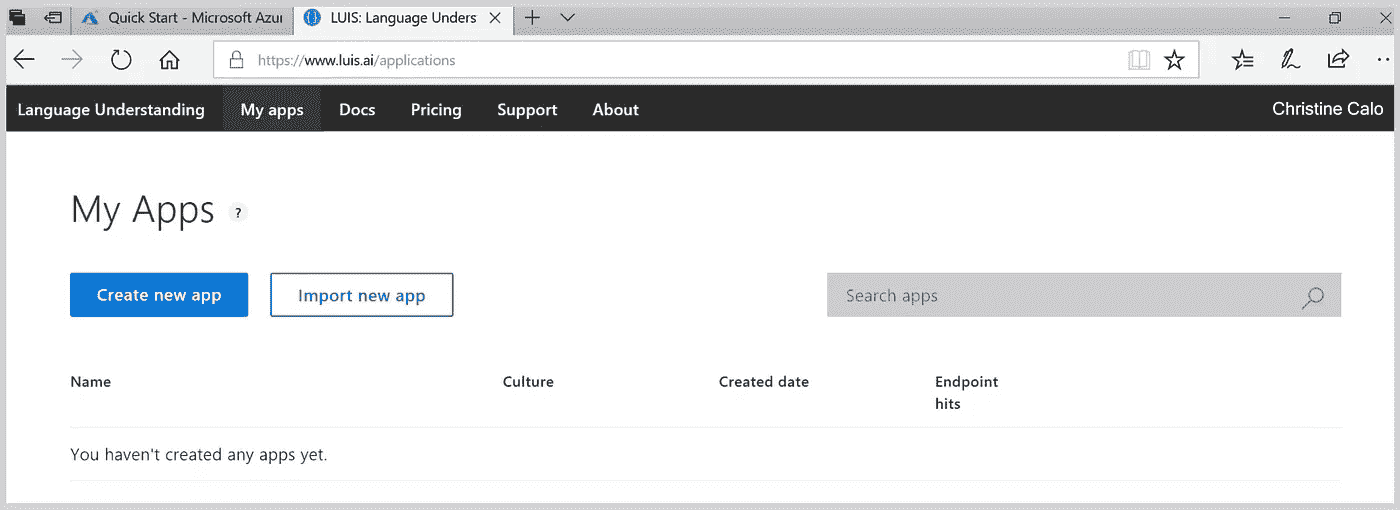 Quick Start - Microsoft Azur LUIS: Language Unders
https://www.luis.ai/applications
Language Understanding My apps Docs Pricing Support About Christine Calo
My Apps ?
Create new app Import new app Search apps
Name Culture Created date Endpoint
hits
You haven't created any apps yet.